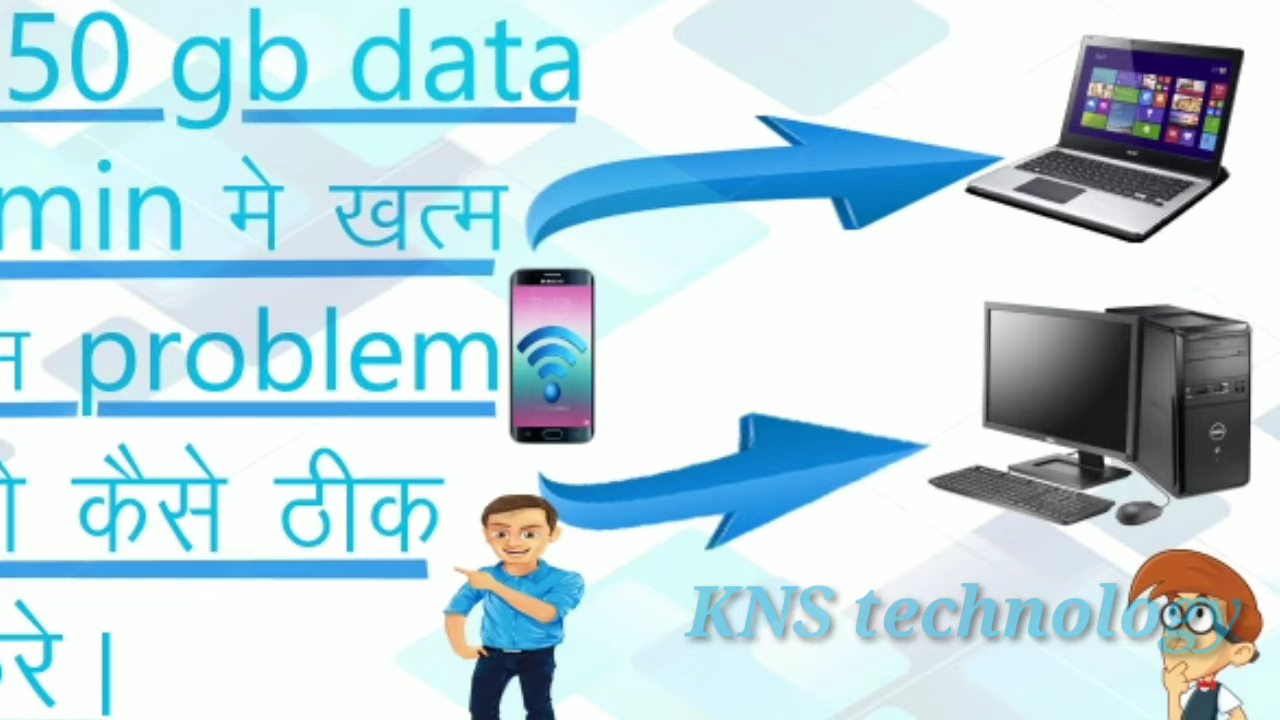 50 gb data
min मे खत्म
problem
कैसे ठीक
KNS technology